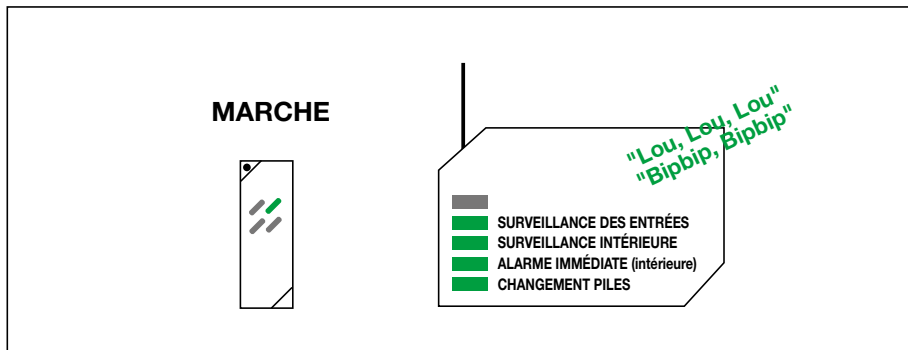 MARCHE
"Lou, Lou, Lou"
"Bipbip, Bipbip"
SURVEILLANCE DES ENTRÉES
SURVEILLANCE INTÉRIEURE
ALARME IMMÉDIATE (intérieure)
CHANGEMENT PILES